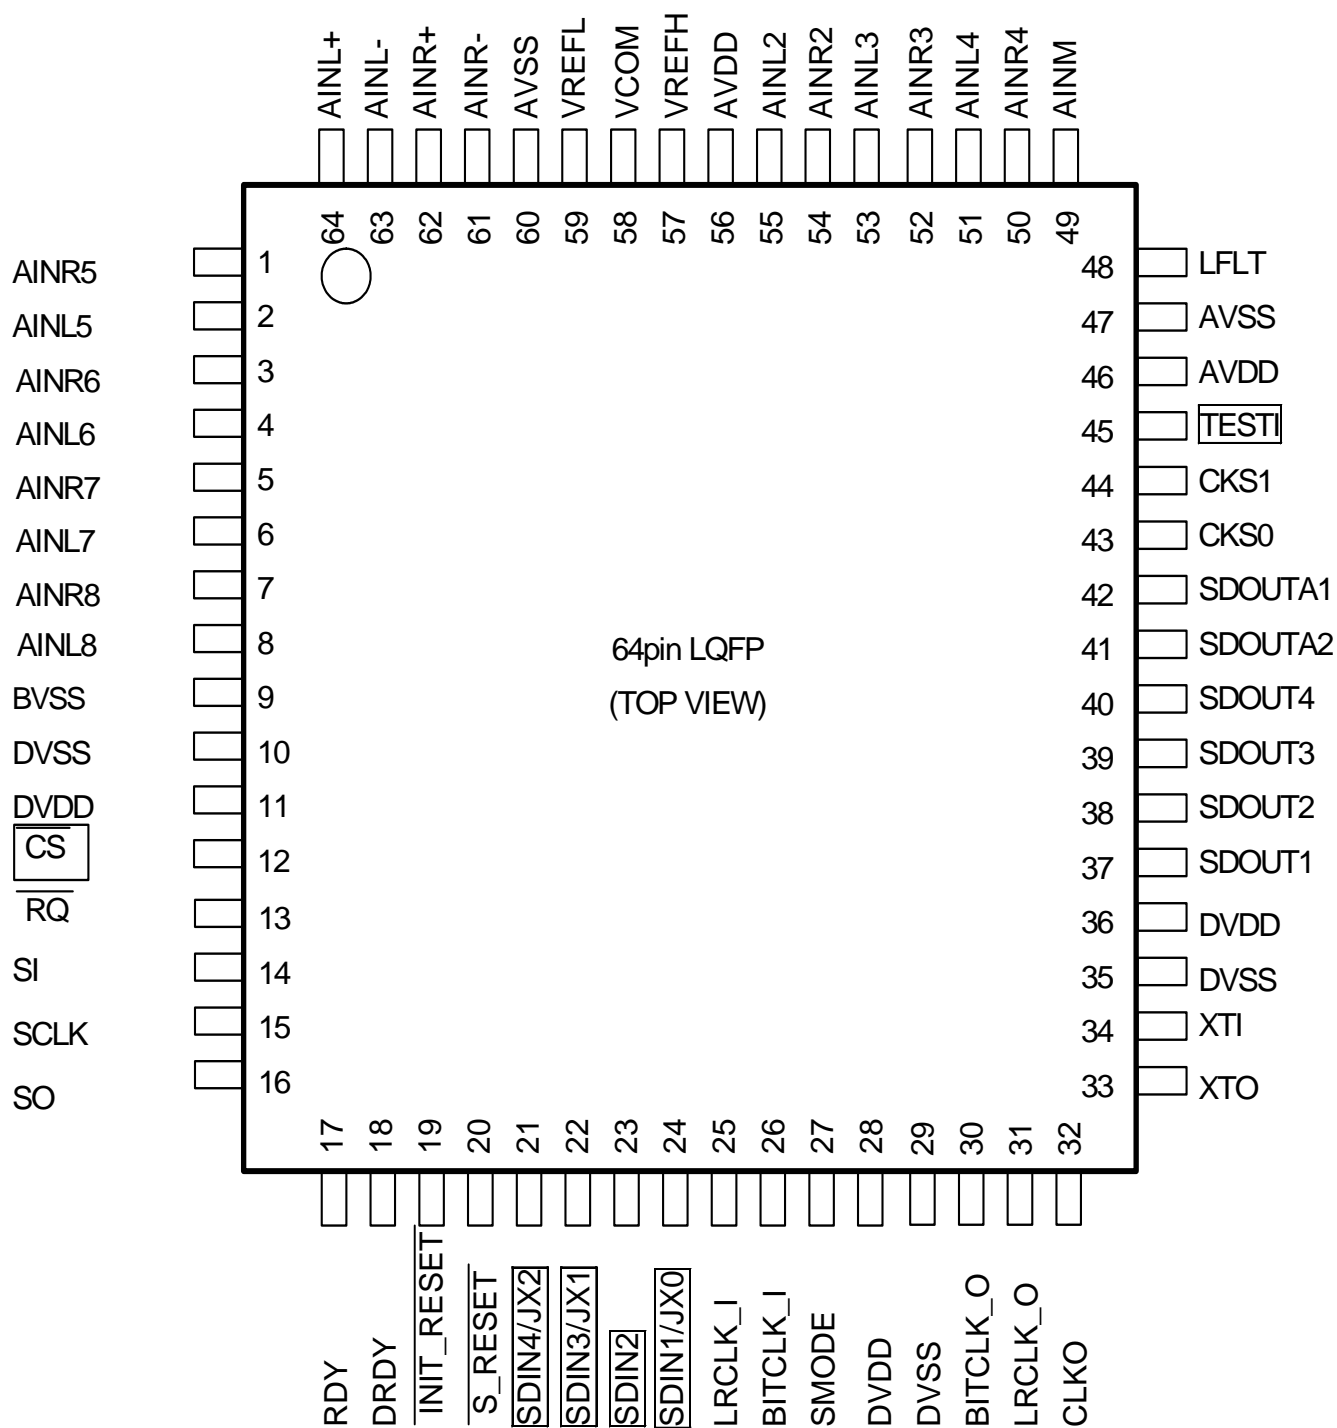 AINL+
AINL-
AINR+
AINR-
AVSS
VREFL
VCOM
VREFH
AVDD
AINL2
AINR2
AINL3
AINR3
AINL4
AINR4
AINM
64
63
62
61
60
59
58
57
56
55
54
53
52
51
50
49
AINR5 1
AINL5 2
AINR6 3
AINL6 4
AINR7 5
AINL7 6
AINR8 7
AINL8 8
BVSS 9
DVSS 10
DVDD 11
CS 12
RQ 13
SI 14
SCLK 15
SO 16
64pin LQFP
(TOP VIEW)
48 LFLT
47 AVSS
46 AVDD
45 TESTI
44 CKS1
43 CKS0
42 SDOUTA1
41 SDOUTA2
40 SDOUT4
39 SDOUT3
38 SDOUT2
37 SDOUT1
36 DVDD
35 DVSS
34 XTI
33 XTO
17
18
19
20
21
22
23
24
25
26
27
28
29
30
31
32
RDY
DRDY
INIT_RESET
S_RESET
SDIN4/JX2
SDIN3/JX1
SDIN2
SDIN1/JX0
LRCLK_I
BITCLK_I
SMODE
DVDD
DVSS
BITCLK_O
LRCLK_O
CLKO